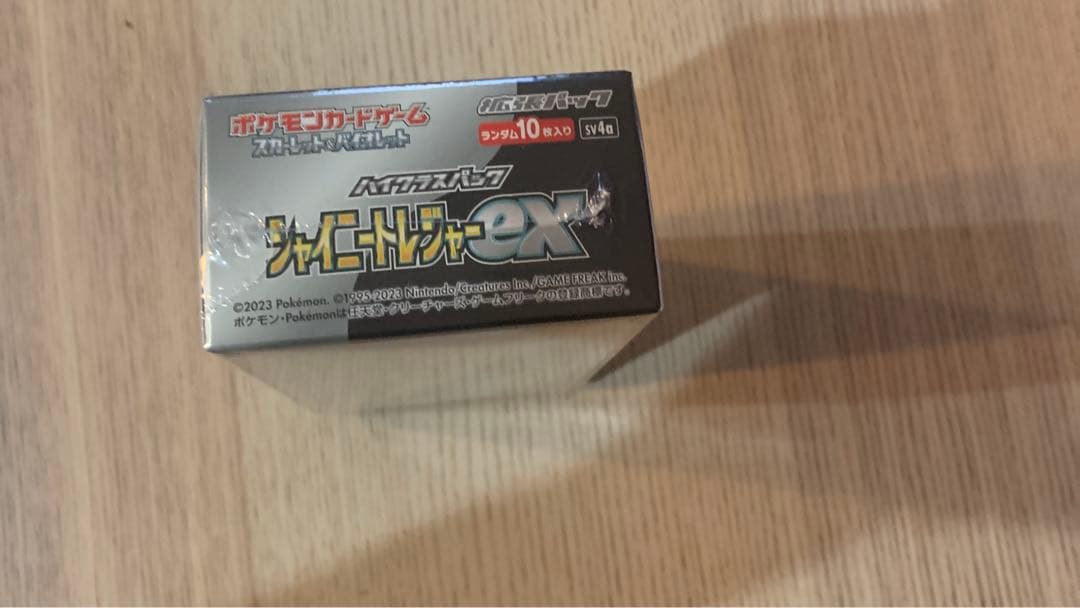 ポケモンカードゲーム
スカーレット&バイオレット
拡張パック
ランダム10枚入り sv4a
ハイクラスパック
シャイニートレジャーex
©2023 Pokémon. ©1995-2023 Nintendo/Creatures Inc./GAME FREAK inc.
ポケモン・Pokémonは任天堂・クリーチャーズ・ゲームフリークの登録商標です。